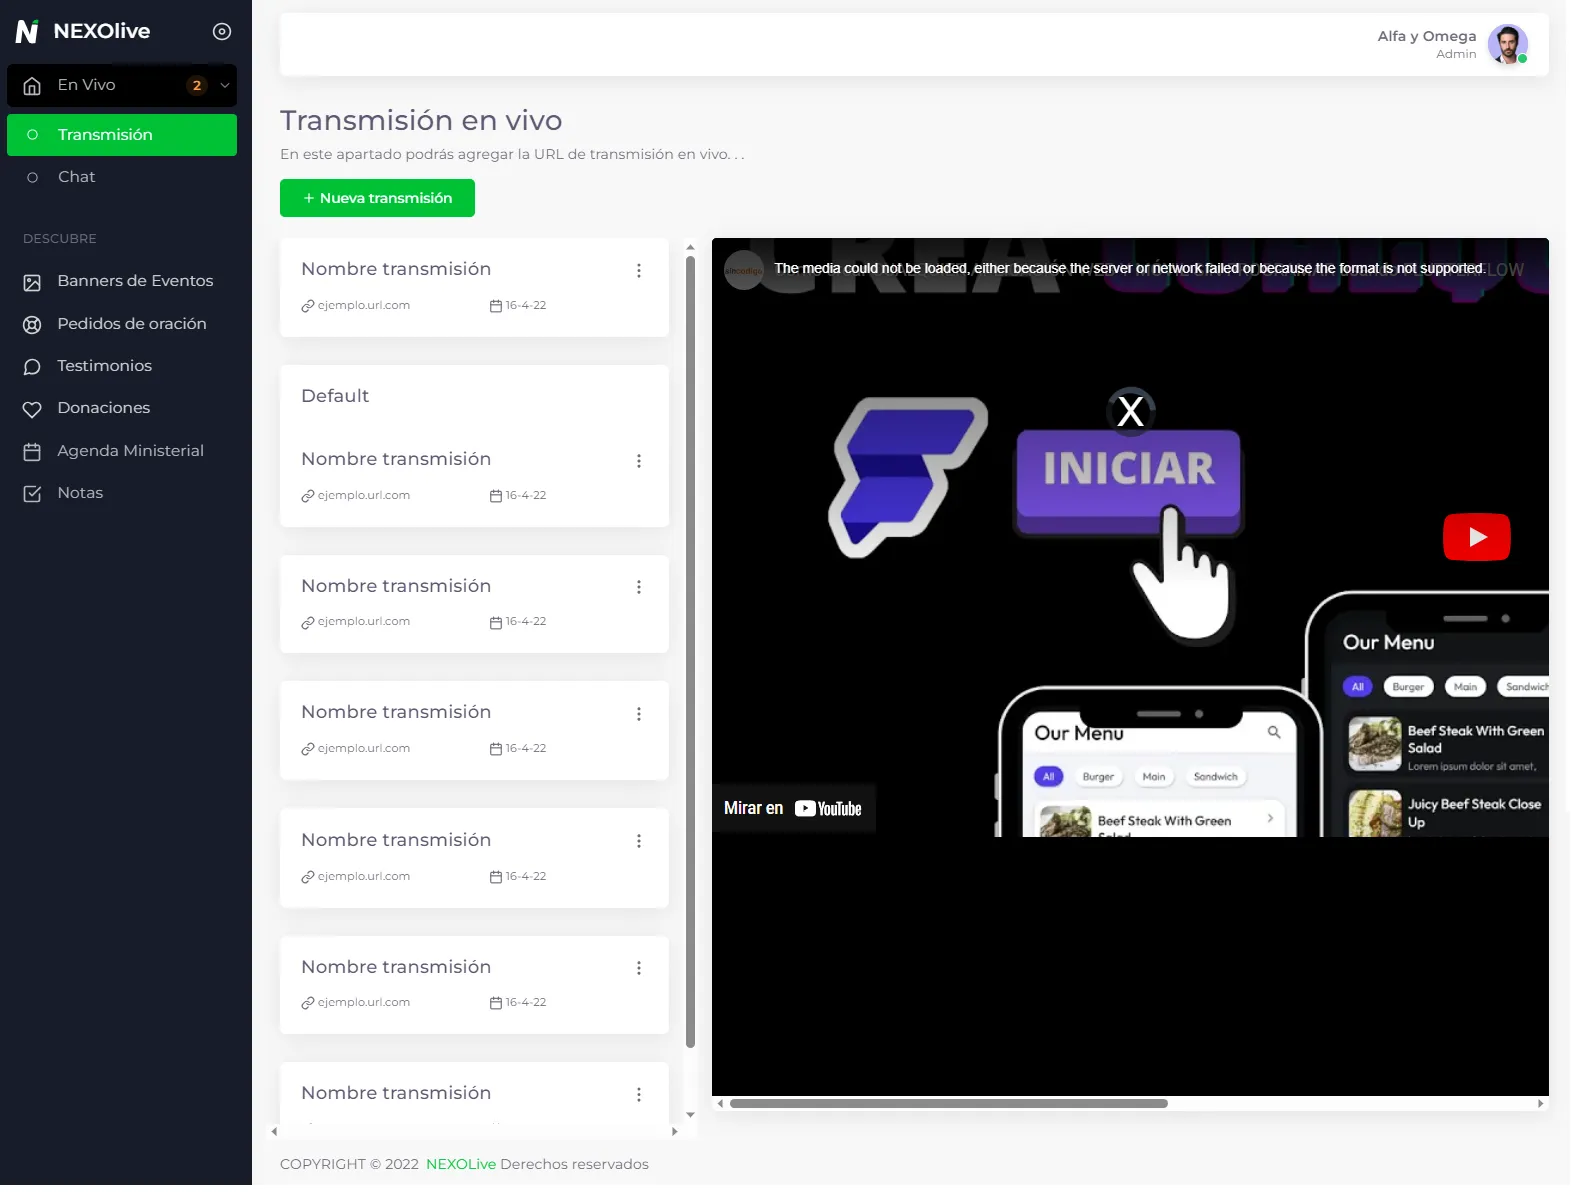 NEXOlive
En Vivo
2
Transmisión
Chat
DESCUBRE
Banners de Eventos
Pedidos de oración
Testimonios
Donaciones
Agenda Ministerial
Notas
Alfa y Omega
Admin
Transmisión en vivo
En este apartado podrás agregar la URL de transmisión en vivo. . .
+ Nueva transmisión
Nombre transmisión
ejemplo.url.com 16-4-22
Default
Nombre transmisión
ejemplo.url.com 16-4-22
Nombre transmisión
ejemplo.url.com 16-4-22
Nombre transmisión
ejemplo.url.com 16-4-22
Nombre transmisión
ejemplo.url.com 16-4-22
Nombre transmisión
ejemplo.url.com 16-4-22
Nombre transmisión
CREA
sincodigo
The media could not be loaded, either because the server or network failed or because the format is not supported.
X
INICIAR
Our Menu
All Burger Main Sandwich
Beef Steak With Green
Salad
Lorem ipsum dolor sit amet,
Juicy Beef Steak Close
Up
Our Menu
All Burger Main Sandwich
Beef Steak With Green
Salad
Mirar en YouTube
COPYRIGHT © 2022 NEXOLive Derechos reservados